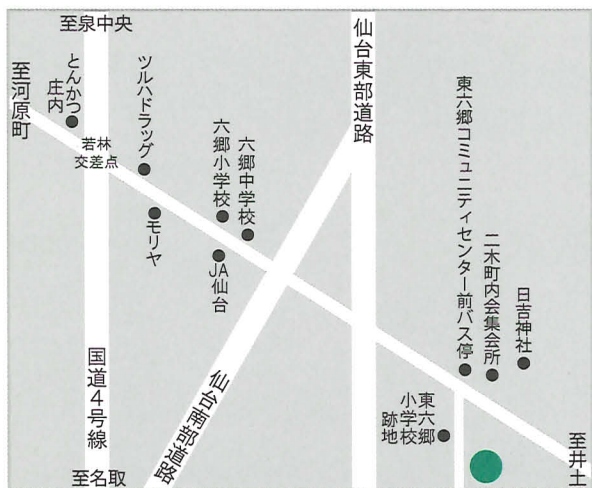 至泉中央
至河原町
とんかつ
庄内
若林
交差点
ツルハドラッグ
モリヤ
六郷小学校
六郷中学校
JA仙台
仙台東部道路
東六郷コミュニティセンター前バス停
二木町内会集会所
日吉神社
国道4号線
仙台南部道路
東六郷
小学校
跡地
至名取
至井土